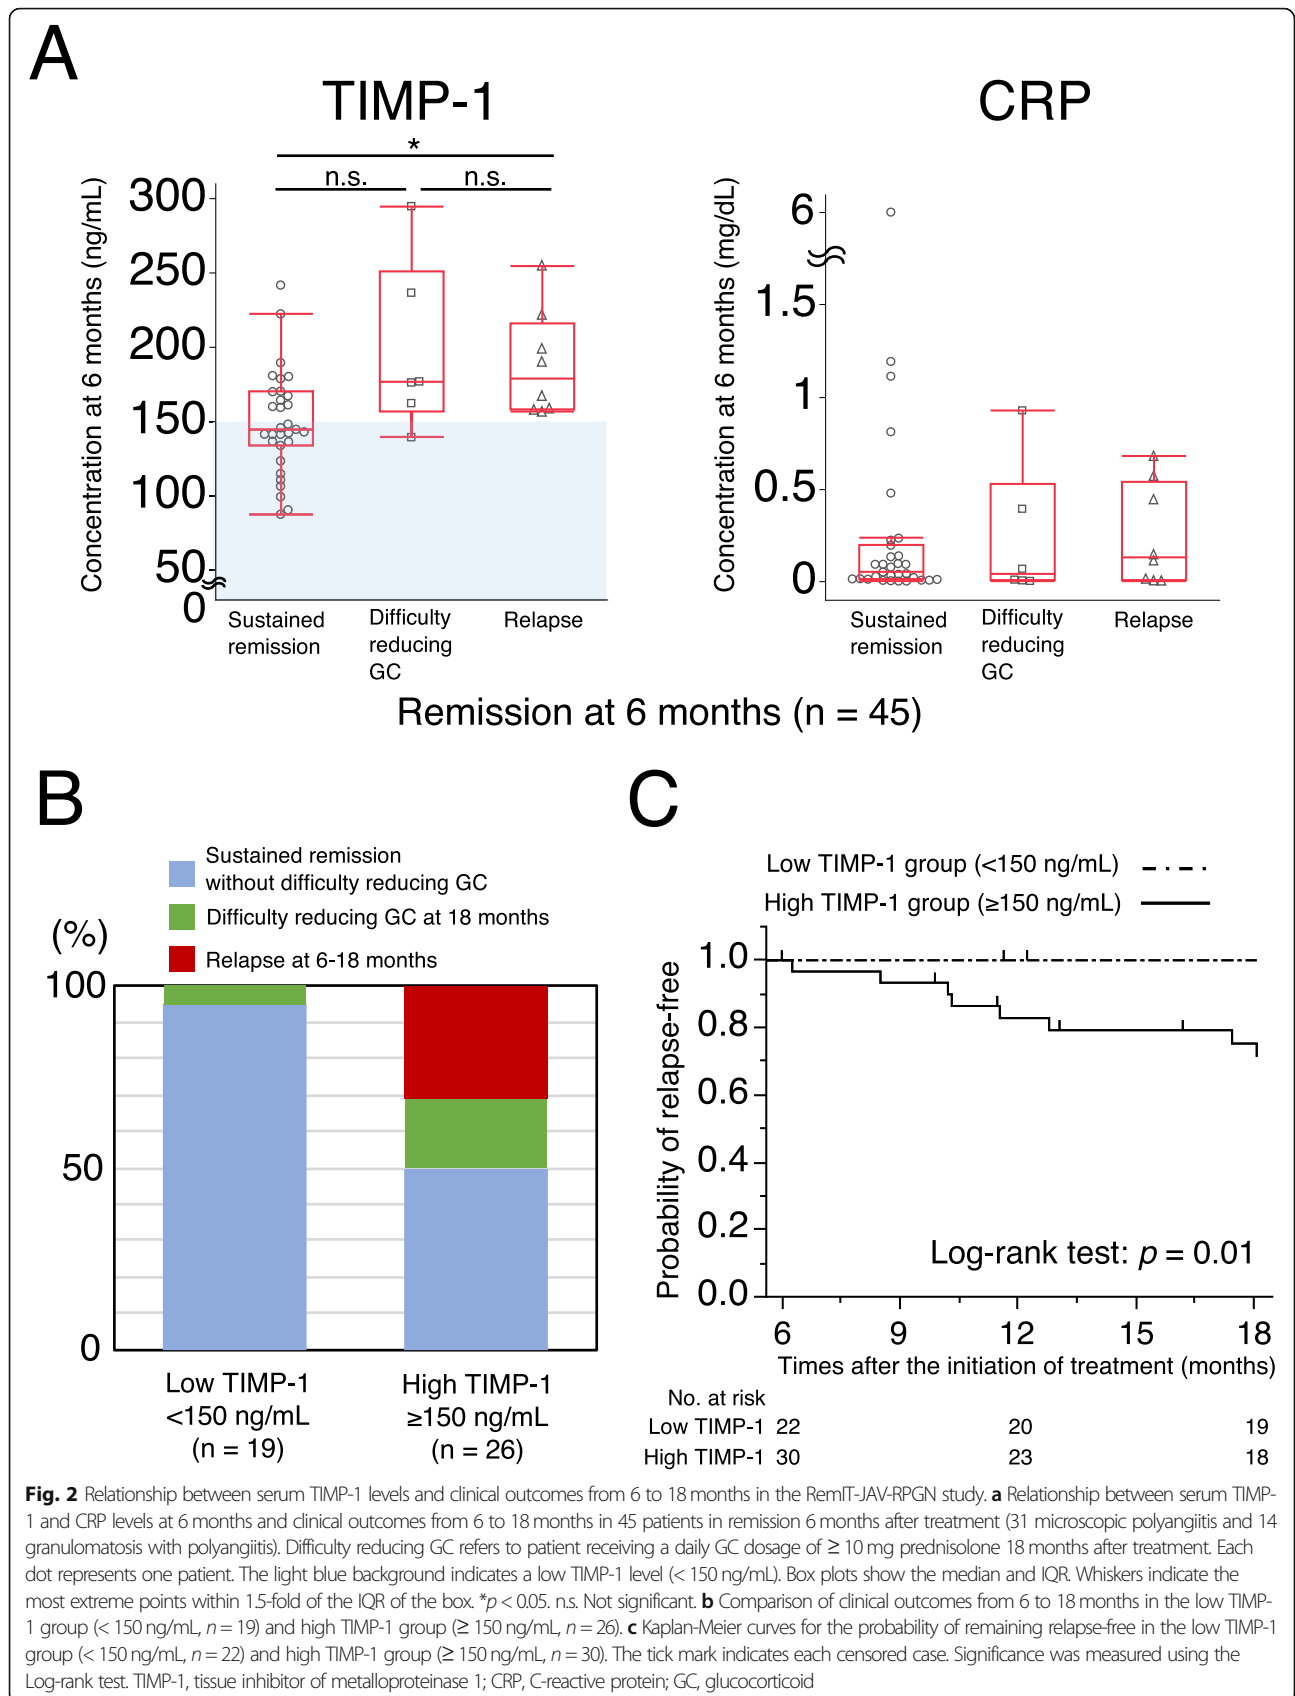 A
TIMP-1
CRP
*
n.s.
n.s.
Concentration at 6 months (ng/mL)
300
250
200
150
100
50
0
Sustained
remission
Difficulty
reducing
GC
Relapse
Concentration at 6 months (mg/dL)
6
1.5
1
0.5
0
Sustained
remission
Difficulty
reducing
GC
Relapse
Remission at 6 months (n = 45)
B
Sustained remission
without difficulty reducing GC
Difficulty reducing GC at 18 months
Relapse at 6-18 months
(%)
100
50
0
Low TIMP-1
<150 ng/mL
(n = 19)
High TIMP-1
≥150 ng/mL
(n = 26)
C
Low TIMP-1 group (<150 ng/mL)
High TIMP-1 group (≥150 ng/mL)
Probability of relapse-free
1.0
0.8
0.6
0.4
0.2
0.0
Log-rank test: p = 0.01
6 9 12 15 18
Times after the initiation of treatment (months)
No. at risk
Low TIMP-1 22 20 19
High TIMP-1 30 23 18
Fig. 2 Relationship between serum TIMP-1 levels and clinical outcomes from 6 to 18 months in the RemIT-JAV-RPGN study. a Relationship between serum TIMP-
1 and CRP levels at 6 months and clinical outcomes from 6 to 18 months in 45 patients in remission 6 months after treatment (31 microscopic polyangiitis and 14
granulomatosis with polyangiitis). Difficulty reducing GC refers to patient receiving a daily GC dosage of ≥ 10 mg prednisolone 18 months after treatment. Each
dot represents one patient. The light blue background indicates a low TIMP-1 level (< 150 ng/mL). Box plots show the median and IQR. Whiskers indicate the
most extreme points within 1.5-fold of the IQR of the box. *p < 0.05. n.s. Not significant. b Comparison of clinical outcomes from 6 to 18 months in the low TIMP-
1 group (< 150 ng/mL, n = 19) and high TIMP-1 group (≥ 150 ng/mL, n = 26). c Kaplan-Meier curves for the probability of remaining relapse-free in the low TIMP-1
group (< 150 ng/mL, n = 22) and high TIMP-1 group (≥ 150 ng/mL, n = 30). The tick mark indicates each censored case. Significance was measured using the
Log-rank test. TIMP-1, tissue inhibitor of metalloproteinase 1; CRP, C-reactive protein; GC, glucocorticoid